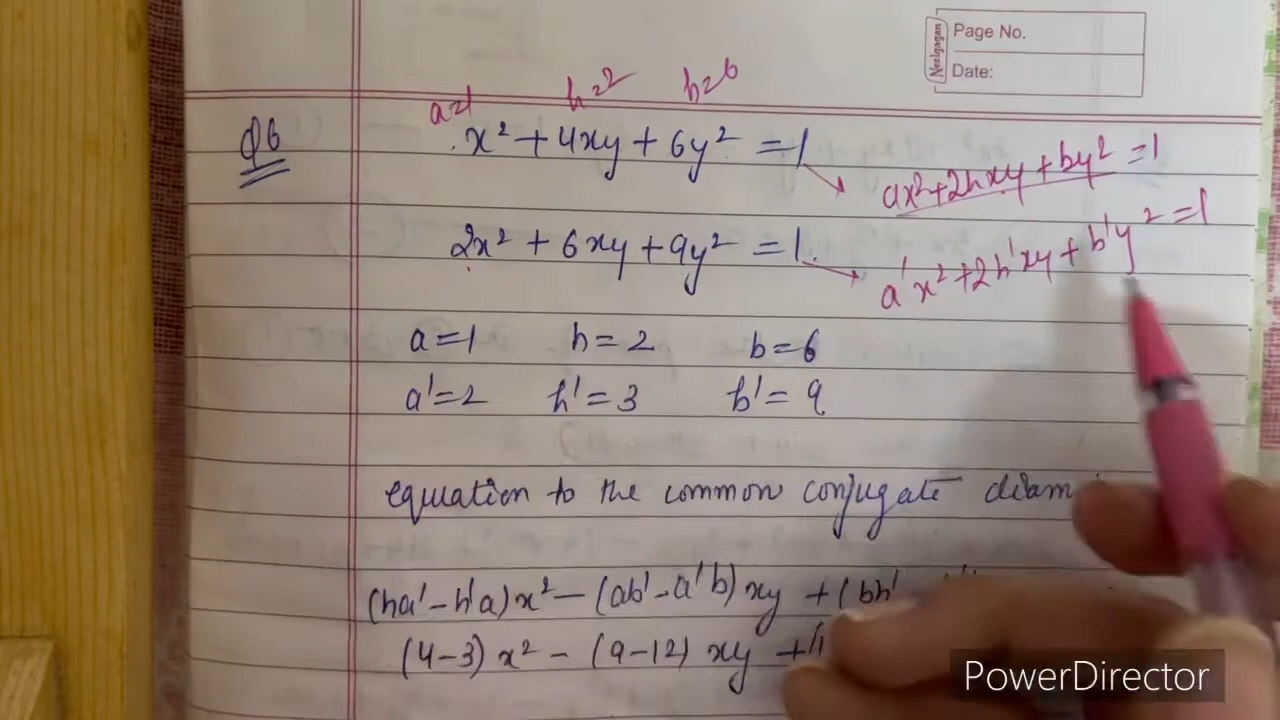 Neelgagan
Page No.
Date:
a=1 h=2 b=6
Q6 x² + 4xy + 6y² = 1
ax²+2hxy+by² = 1
2x² + 6xy + 9y² = 1.
a'x²+2h'xy+b'y² = 1
a=1 h=2 b=6
a'=2 h'=3 b'=9
equation to the common conjugate diam
(ha'-h'a)x² - (ab'-a'b)xy + (bh'
(4-3)x² - (9-12) xy +
PowerDirector